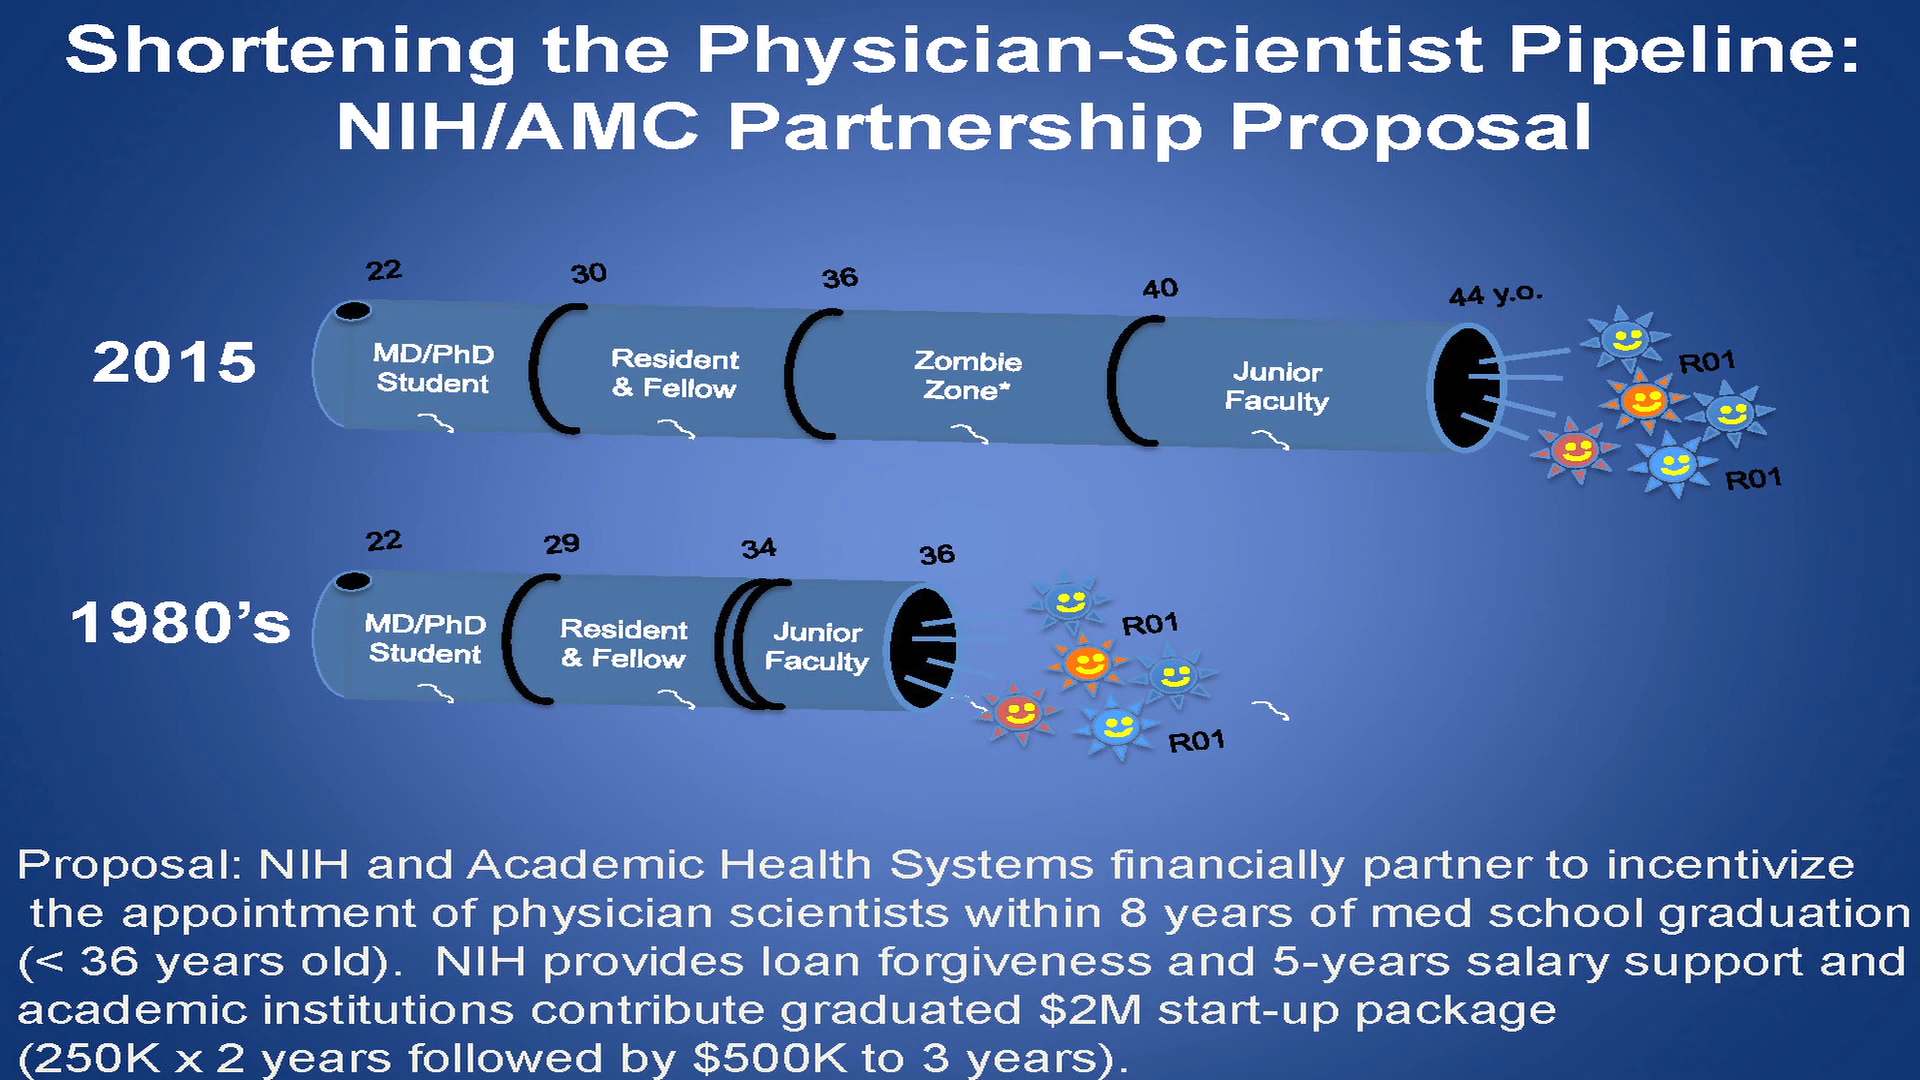 Shortening the Physician-Scientist Pipeline:
NIH/AMC Partnership Proposal
22 30 36 40 44 y.o.
2015
MD/PhD
Student
Resident
& Fellow
Zombie
Zone*
Junior
Faculty
R01
R01
22 29 34 36
1980's
MD/PhD
Student
Resident
& Fellow
Junior
Faculty
R01
R01
Proposal: NIH and Academic Health Systems financially partner to incentivize
the appointment of physician scientists within 8 years of med school graduation
(< 36 years old). NIH provides loan forgiveness and 5-years salary support and
academic institutions contribute graduated $2M start-up package
(250K x 2 years followed by $500K to 3 years).